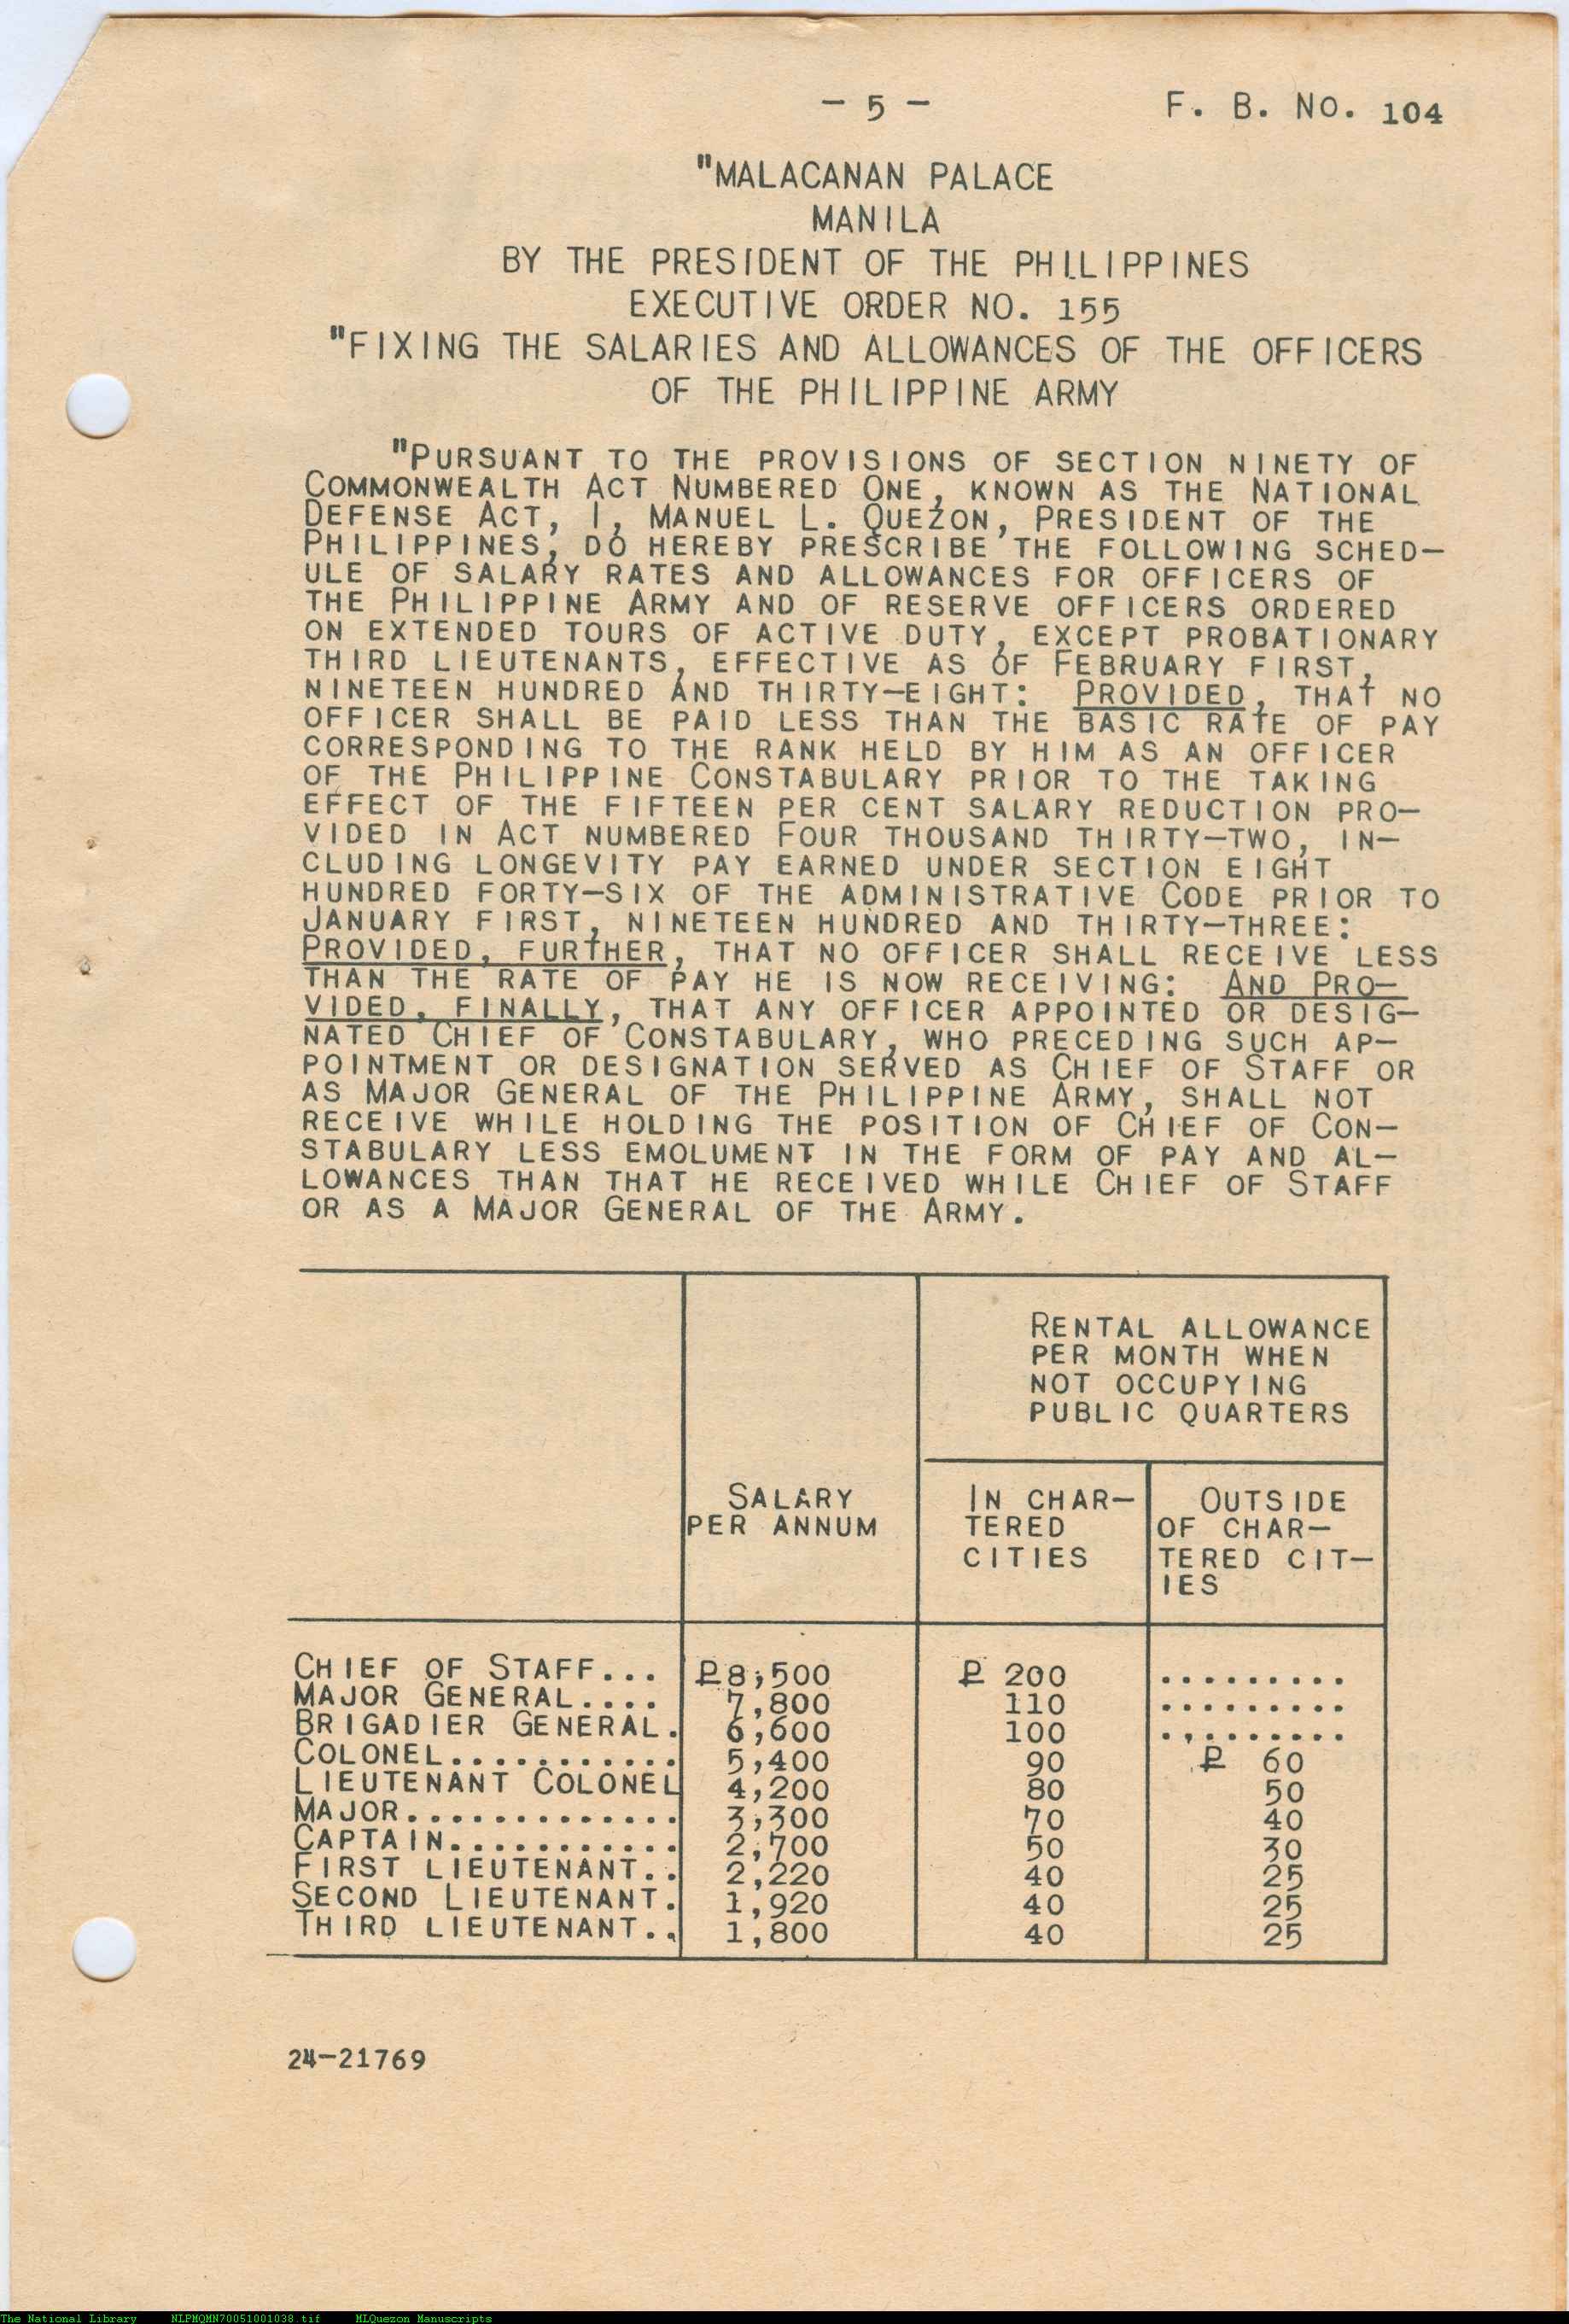 - 5 -   F. B. No. 104
"MALACANAN PALACE
MANILA
BY THE PRESIDENT OF THE PHILIPPINES
EXECUTIVE ORDER NO. 155
"FIXING THE SALARIES AND ALLOWANCES OF THE OFFICERS
OF THE PHILIPPINE ARMY
"PURSUANT TO THE PROVISIONS OF SECTION NINETY OF
COMMONWEALTH ACT NUMBERED ONE, KNOWN AS THE NATIONAL
DEFENSE ACT, I, MANUEL L. QUEZON, PRESIDENT OF THE
PHILIPPINES, DO HEREBY PRESCRIBE THE FOLLOWING SCHED-
ULE OF SALARY RATES AND ALLOWANCES FOR OFFICERS OF
THE PHILIPPINE ARMY AND OF RESERVE OFFICERS ORDERED
ON EXTENDED TOURS OF ACTIVE DUTY, EXCEPT PROBATIONARY
THIRD LIEUTENANTS, EFFECTIVE AS OF FEBRUARY FIRST,
NINETEEN HUNDRED AND THIRTY-EIGHT: PROVIDED, THAT NO
OFFICER SHALL BE PAID LESS THAN THE BASIC RATE OF PAY
CORRESPONDING TO THE RANK HELD BY HIM AS AN OFFICER
OF THE PHILIPPINE CONSTABULARY PRIOR TO THE TAKING
EFFECT OF THE FIFTEEN PER CENT SALARY REDUCTION PRO-
VIDED IN ACT NUMBERED FOUR THOUSAND THIRTY-TWO, IN-
CLUDING LONGEVITY PAY EARNED UNDER SECTION EIGHT
HUNDRED FORTY-SIX OF THE ADMINISTRATIVE CODE PRIOR TO
JANUARY FIRST, NINETEEN HUNDRED AND THIRTY-THREE:
PROVIDED, FURTHER, THAT NO OFFICER SHALL RECEIVE LESS
THAN THE RATE OF PAY HE IS NOW RECEIVING: AND PRO-
VIDED, FINALLY, THAT ANY OFFICER APPOINTED OR DESIG-
NATED CHIEF OF CONSTABULARY, WHO PRECEDING SUCH AP-
POINTMENT OR DESIGNATION SERVED AS CHIEF OF STAFF OR
AS MAJOR GENERAL OF THE PHILIPPINE ARMY, SHALL NOT
RECEIVE WHILE HOLDING THE POSITION OF CHIEF OF CON-
STABULARY LESS EMOLUMENT IN THE FORM OF PAY AND AL-
LOWANCES THAN THAT HE RECEIVED WHILE CHIEF OF STAFF
OR AS A MAJOR GENERAL OF THE ARMY.
RENTAL ALLOWANCE
PER MONTH WHEN
NOT OCCUPYING
PUBLIC QUARTERS
SALARY   IN CHAR-   OUTSIDE
PER ANNUM   TERED   OF CHAR-
CITIES   TERED CIT-
IES
CHIEF OF STAFF...   ₱8,500   ₱ 200   .........
MAJOR GENERAL....   7,800   110   .........
BRIGADIER GENERAL.   6,600   100   .........
COLONEL...........   5,400   90   ₱ 60
LIEUTENANT COLONEL   4,200   80   50
MAJOR.............   3,300   70   40
CAPTAIN...........   2,700   50   30
FIRST LIEUTENANT..   2,220   40   25
SECOND LIEUTENANT.   1,920   40   25
THIRD LIEUTENANT..   1,800   40   25
24-21769
The National Library   NLPMQMN70051001038.tif   MLQuezon Manuscripts